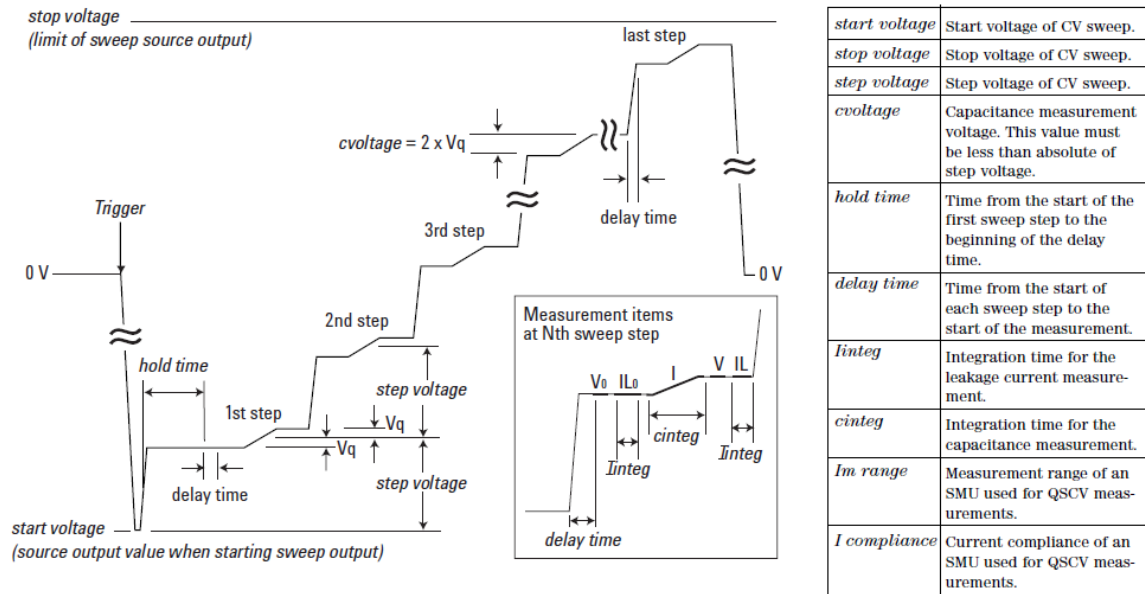 stop voltage
(limit of sweep source output)
last step
cvoltage = 2 x Vq
delay time
Trigger
3rd step
0 V
0 V
2nd step
hold time
step voltage
1st step
Vq
Vq
delay time
step voltage
start voltage
(source output value when starting sweep output)
Measurement items
at Nth sweep step
V0 IL0 I V IL
cinteg
Iinteg
Iinteg
delay time
start voltage Start voltage of CV sweep.
stop voltage Stop voltage of CV sweep.
step voltage Step voltage of CV sweep.
cvoltage Capacitance measurement
voltage. This value must
be less than absolute of
step voltage.
hold time Time from the start of the
first sweep step to the
beginning of the delay
time.
delay time Time from the start of
each sweep step to the
start of the measurement.
Iinteg Integration time for the
leakage current measure-
ment.
cinteg Integration time for the
capacitance measurement.
Im range Measurement range of an
SMU used for QSCV meas-
urements.
I compliance Current compliance of an
SMU used for QSCV meas-
urements.